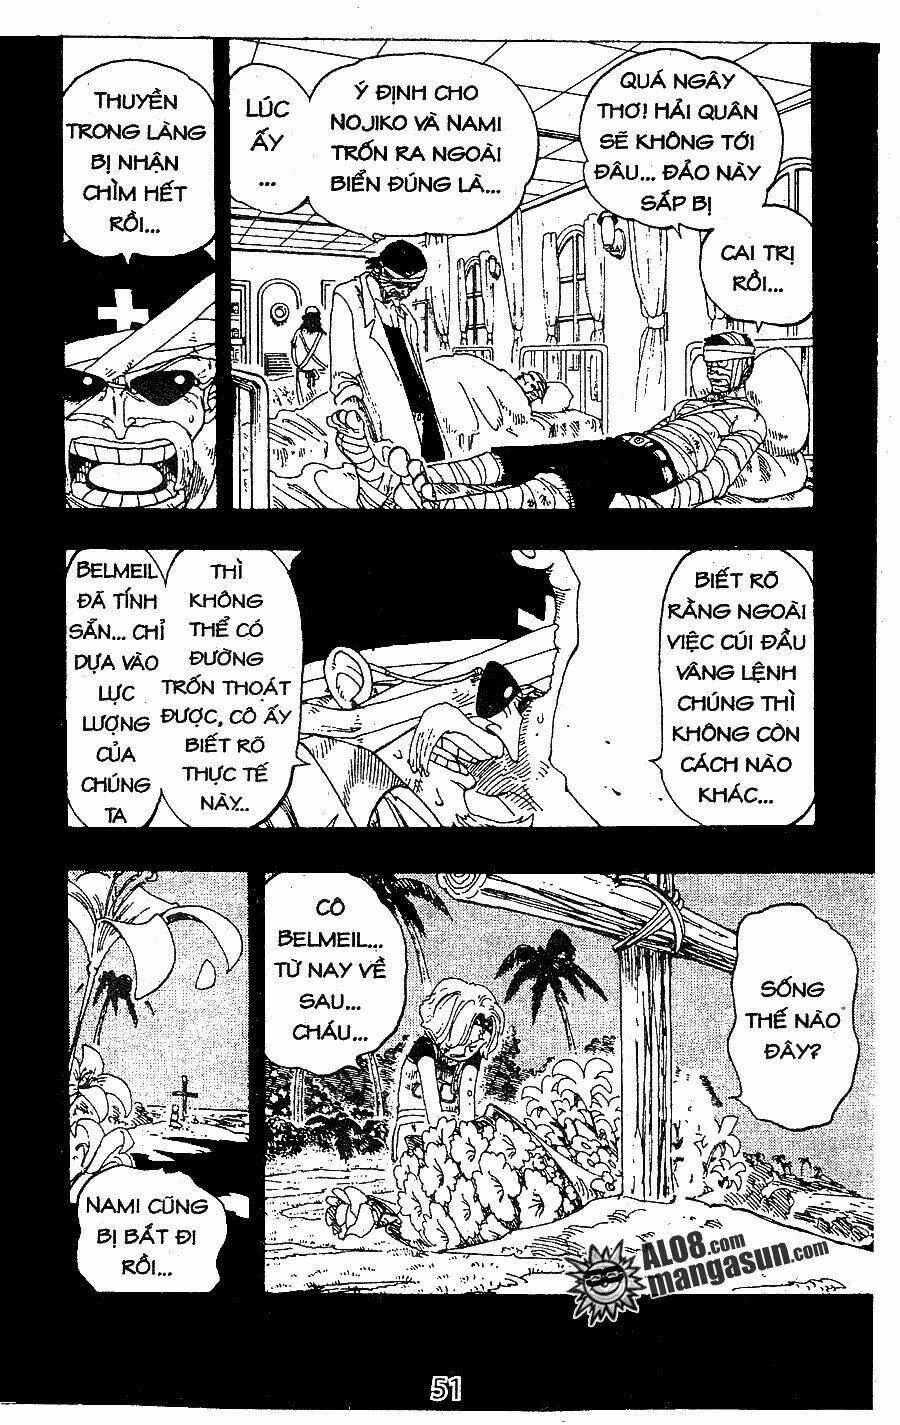 QUÁ NGÂY
THƠ! HẢI QUÂN
SẼ KHÔNG TỚI
ĐÂU... ĐẢO NÀY
SẮP BỊ
CAI TRỊ
RỒI...
Ý ĐỊNH CHO
NOJIKO VÀ NAMI
TRỐN RA NGOÀI
BIỂN ĐÚNG LÀ...
LÚC
ẤY
...
THUYỀN
TRONG LÀNG
BỊ NHẬN
CHÌM HẾT
RỒI...
BIẾT RÕ
RẰNG NGOÀI
VIỆC CÚI ĐẦU
VÂNG LỆNH
CHÚNG THÌ
KHÔNG CÒN
CÁCH NÀO
KHÁC...
THÌ
KHÔNG
THỂ CÓ
ĐƯỜNG
TRỐN THOẠT
ĐƯỢC, CÔ ẤY
BIẾT RÕ
THỰC TẾ
NÀY...
BELMEIL
ĐÃ TÍNH
SẴN... CHỈ
DỰA VÀO
LỰC
LƯỢNG
CỦA
CHÚNG
TA
SỐNG
THẾ NÀO
ĐÂY?
CÔ
BELMEIL...
TỪ NAY VỀ
SAU...
CHÁU...
NAMI CŨNG
BỊ BẮT ĐI
RỒI...
AL08.com
mangasun.com
51